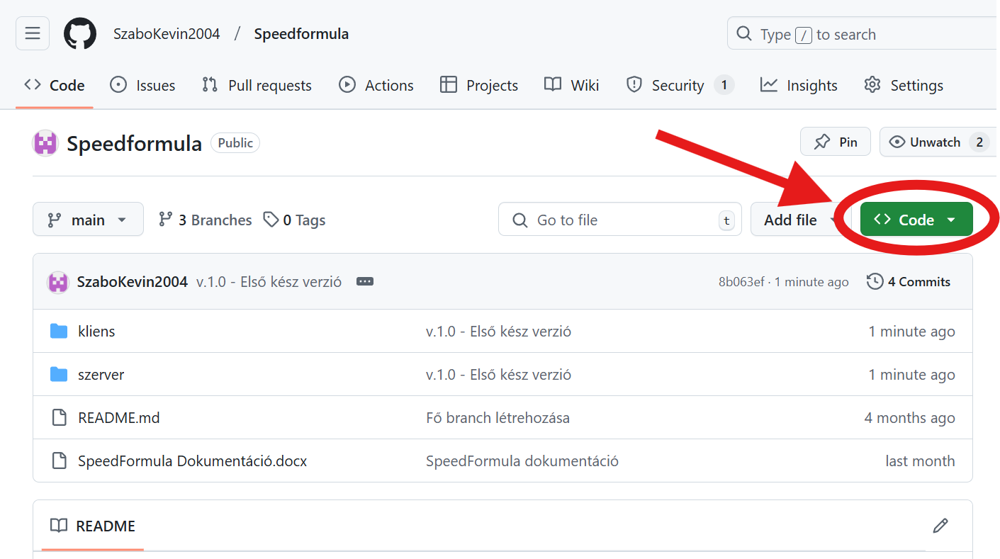 SzaboKevin2004 / Speedformula Type / to search
Code Issues Pull requests Actions Projects Wiki Security 1 Insights Settings
Speedformula Public Pin Unwatch 2
main 3 Branches 0 Tags Go to file t Add file Code
SzaboKevin2004 v.1.0 - Első kész verzió 8b063ef · 1 minute ago 4 Commits
kliens v.1.0 - Első kész verzió 1 minute ago
szerver v.1.0 - Első kész verzió 1 minute ago
README.md Fő branch létrehozása 4 months ago
SpeedFormula Dokumentáció.docx SpeedFormula dokumentáció last month
README